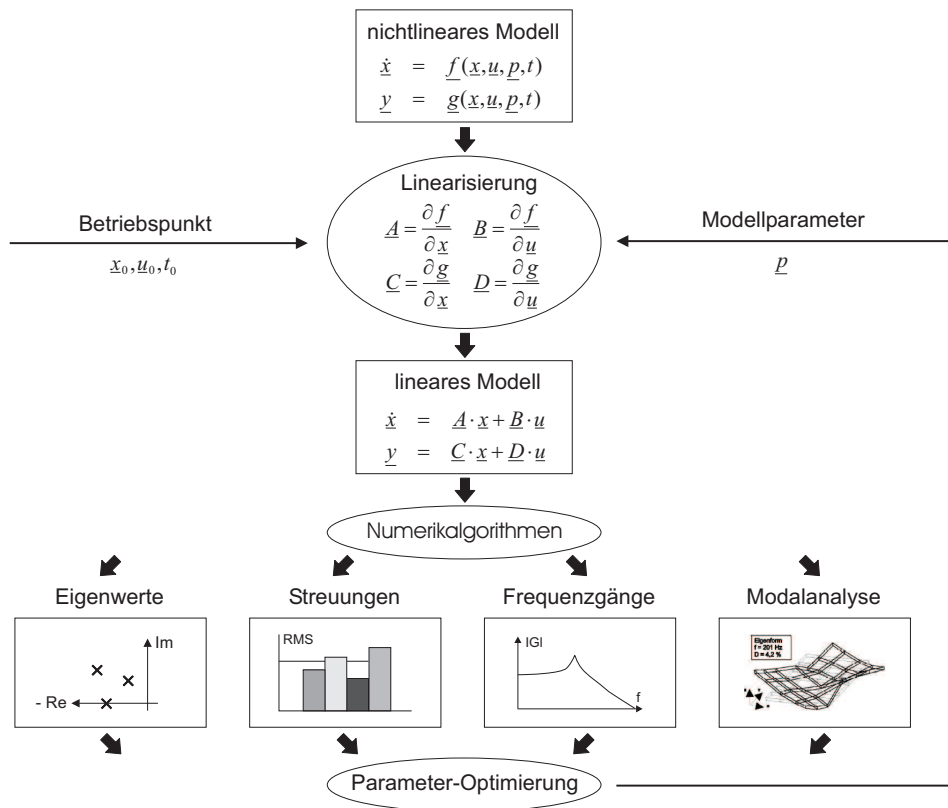 nichtlineares Modell
ẋ = f(x,u,p,t)
y = g(x,u,p,t)
Linearisierung
A = ∂f/∂x B = ∂f/∂u
C = ∂g/∂x D = ∂g/∂u
Betriebspunkt
x₀,u₀,t₀
Modellparameter
p
lineares Modell
ẋ = A · x + B · u
y = C · x + D · u
Numerikalgorithmen
Eigenwerte Streuungen Frequenzgänge Modalanalyse
Im
- Re
RMS
IGI
f
Eigenform
f = 201 Hz
D = 4,2 %
Parameter-Optimierung